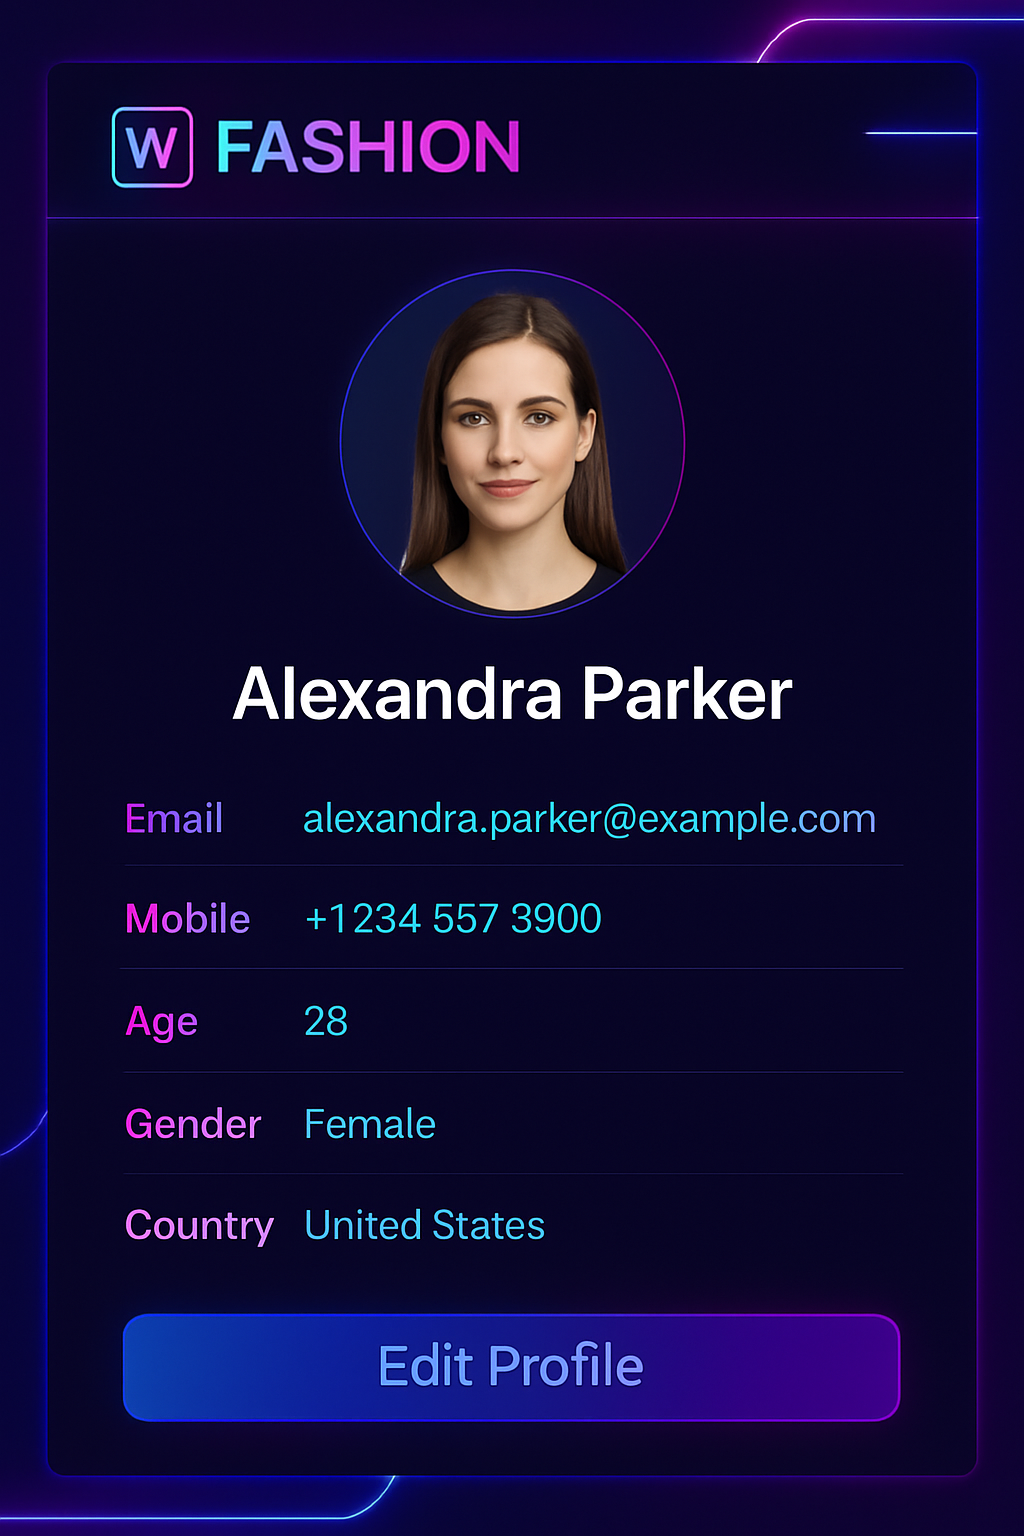 W FASHION
Alexandra Parker
Email alexandra.parker@example.com
Mobile +1234 557 3900
Age 28
Gender Female
Country United States
Edit Profile